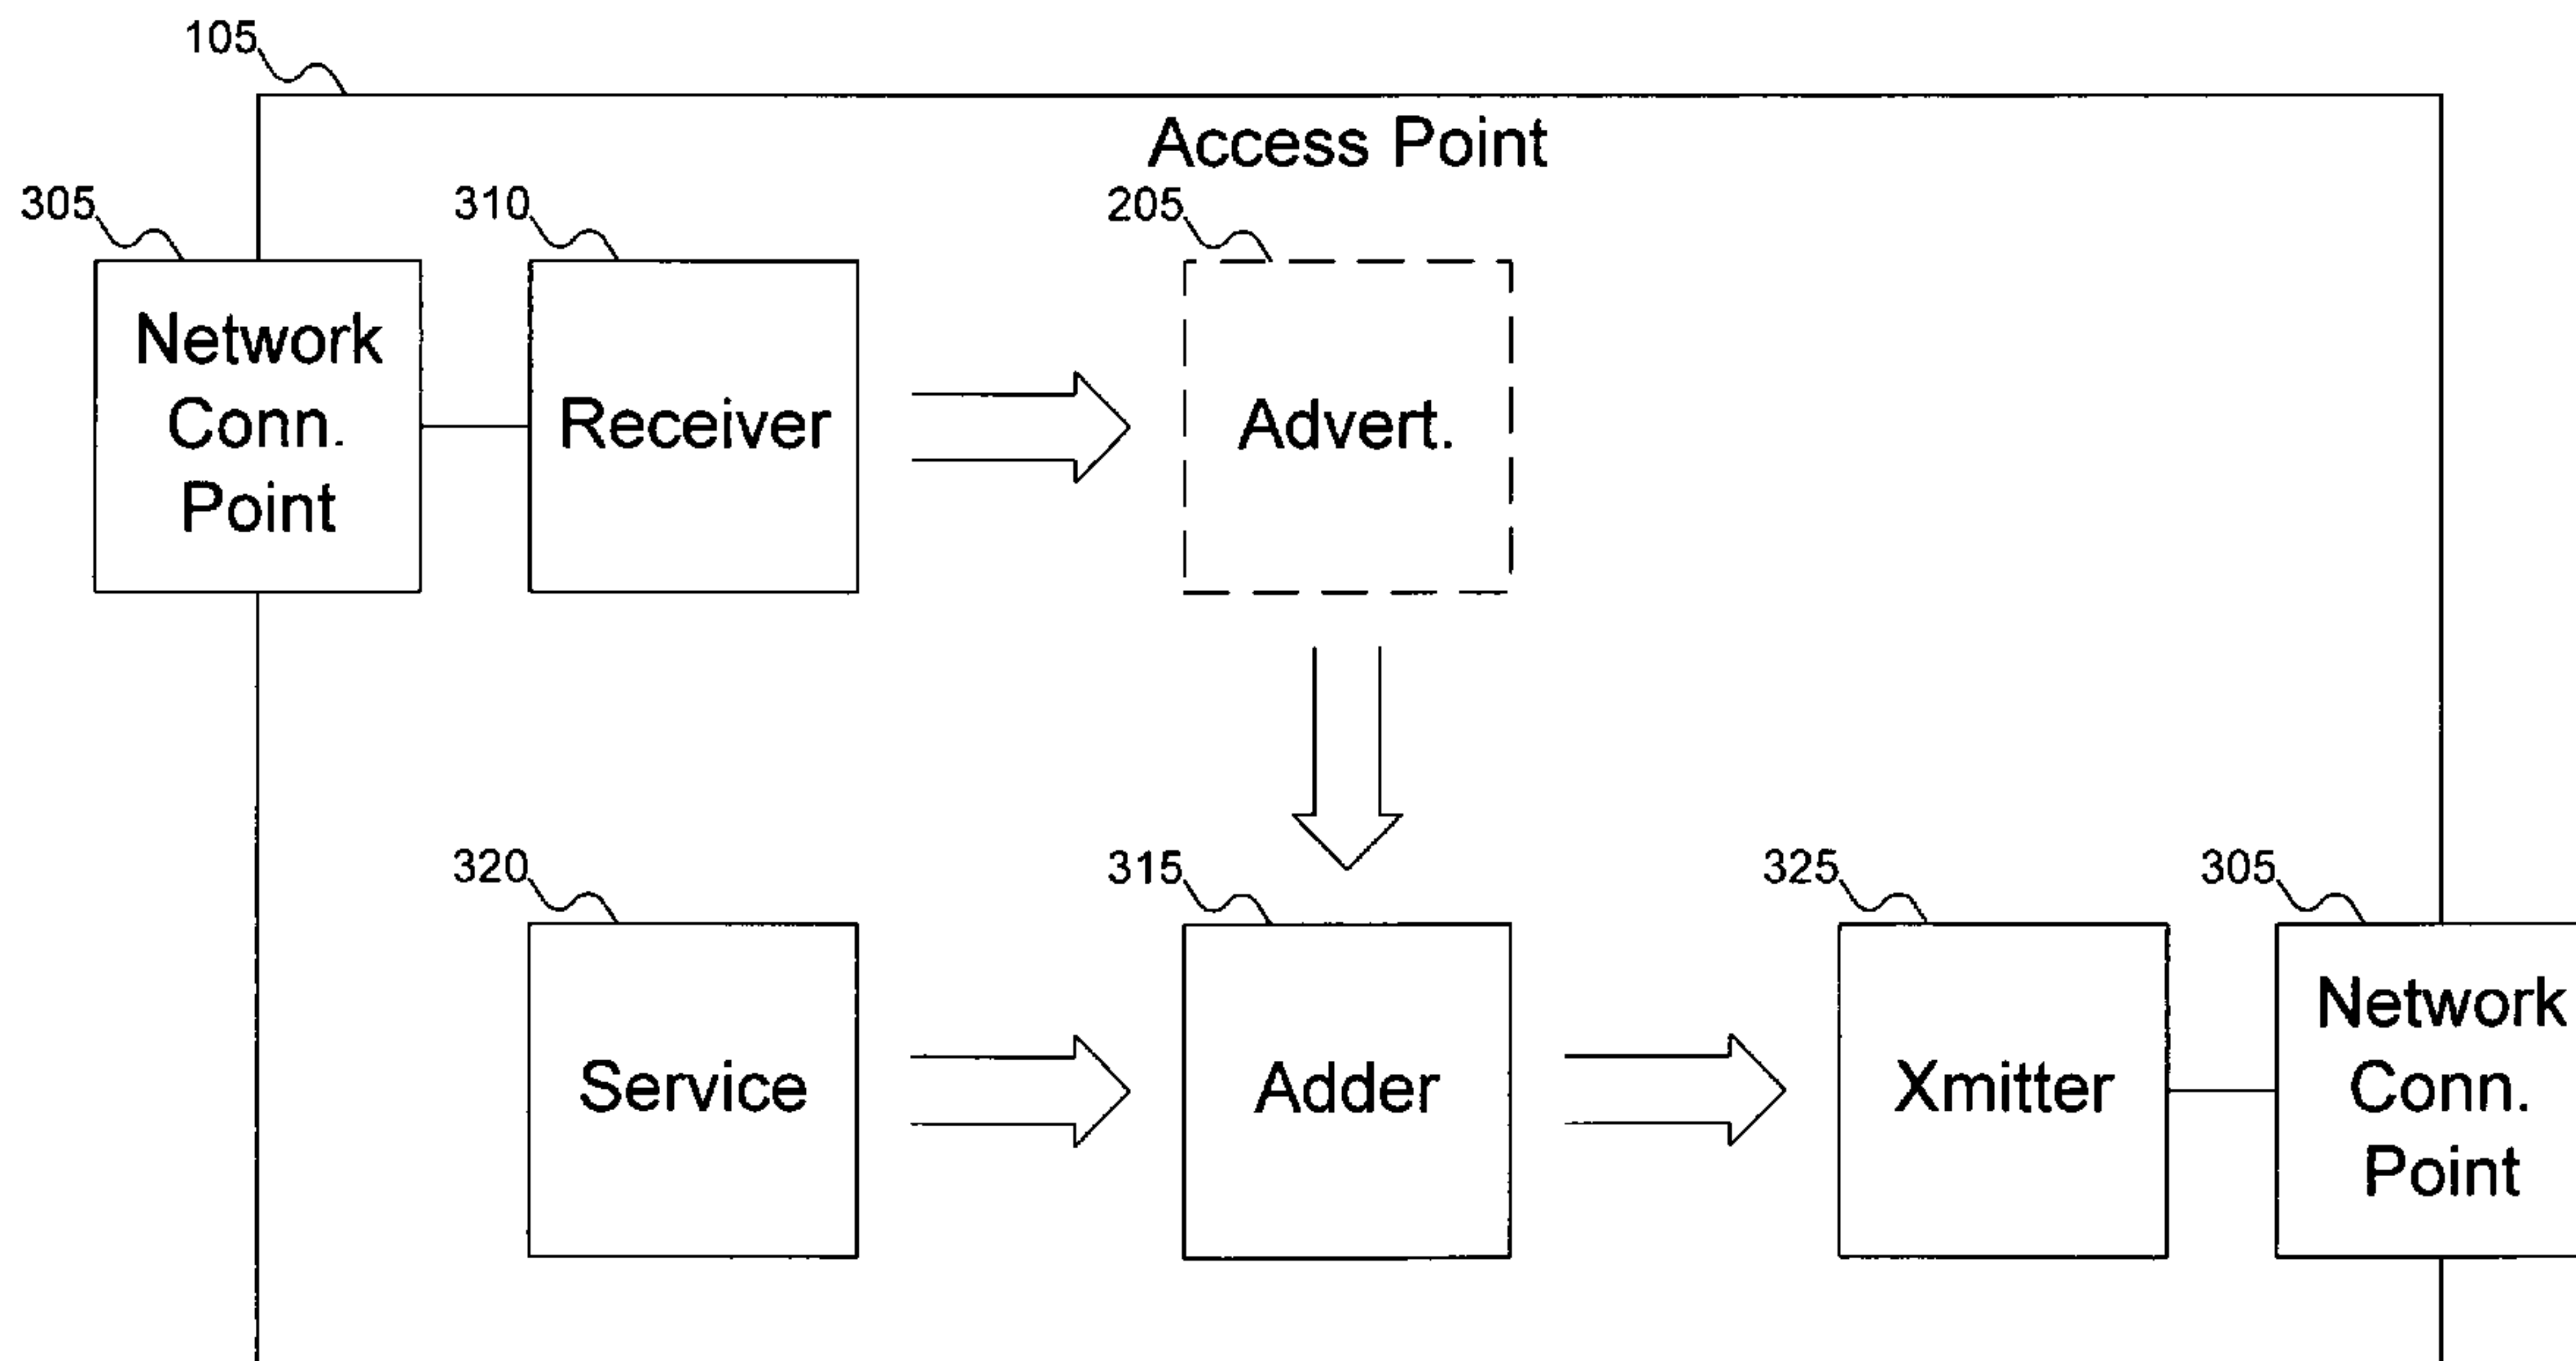 105
Access Point
305
310
205
Network
Conn.
Point
Receiver
Advert.
320
315
325
305
Service
Adder
Xmitter
Network
Conn.
Point